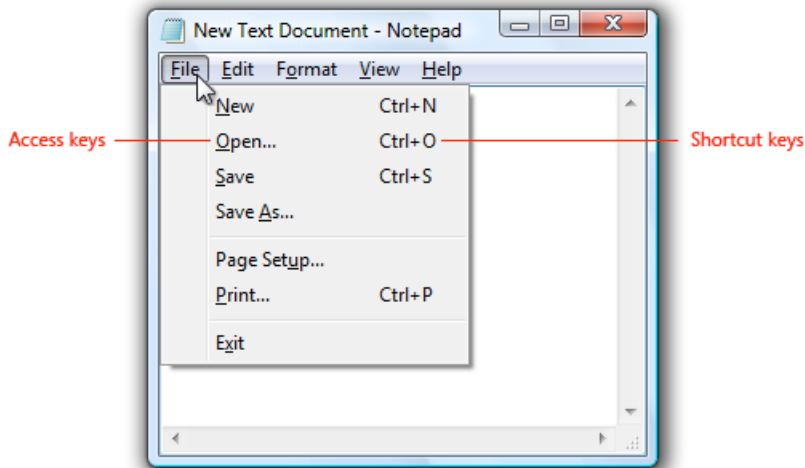 New Text Document - Notepad
File Edit Format View Help
New Ctrl+N
Access keys Open... Ctrl+O Shortcut keys
Save Ctrl+S
Save As...
Page Setup...
Print... Ctrl+P
Exit